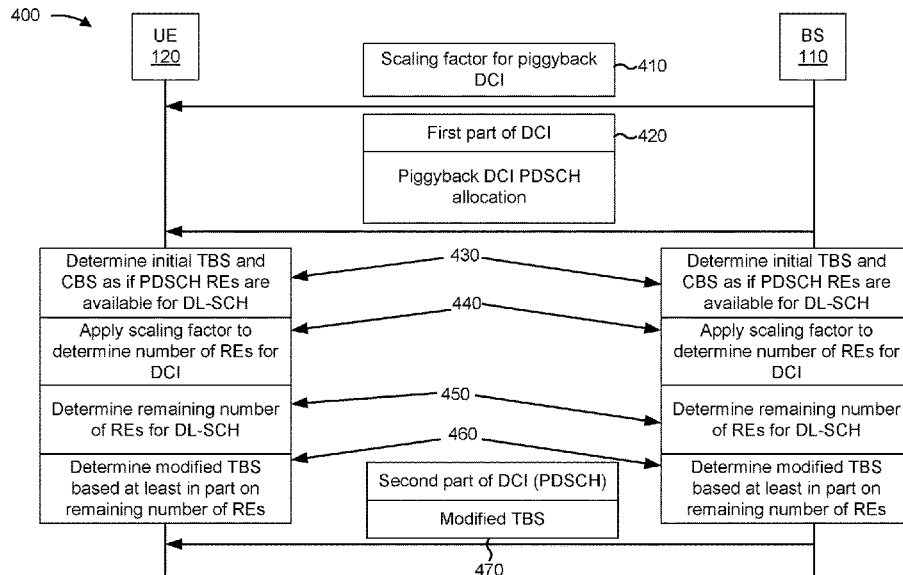 400
UE
120
BS
110
Scaling factor for piggyback
DCI
410
First part of DCI
420
Piggyback DCI PDSCH
allocation
Determine initial TBS and
CBS as if PDSCH REs are
available for DL-SCH
430
Determine initial TBS and
CBS as if PDSCH REs are
available for DL-SCH
Apply scaling factor to
determine number of REs for
DCI
440
Apply scaling factor to
determine number of REs for
DCI
Determine remaining number
of REs for DL-SCH
450
Determine remaining number
of REs for DL-SCH
Determine modified TBS
based at least in part on
remaining number of REs
460
Determine modified TBS
based at least in part on
remaining number of REs
Second part of DCI (PDSCH)
Modified TBS
470